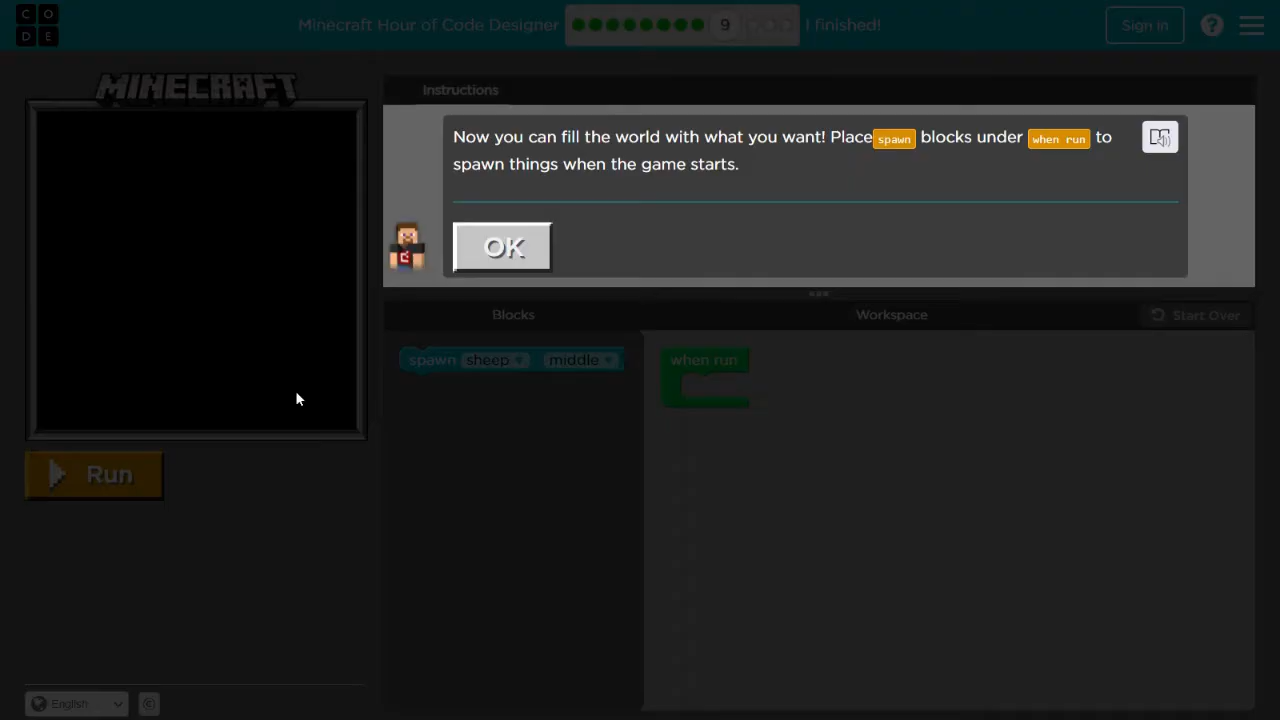 C O D E
Minecraft Hour of Code Designer
9
I finished!
Sign in
?
MINECRAFT
Instructions
Now you can fill the world with what you want! Place spawn blocks under when run to
spawn things when the game starts.
OK
Blocks
Workspace
Start Over
spawn sheep middle
when run
Run
English
©